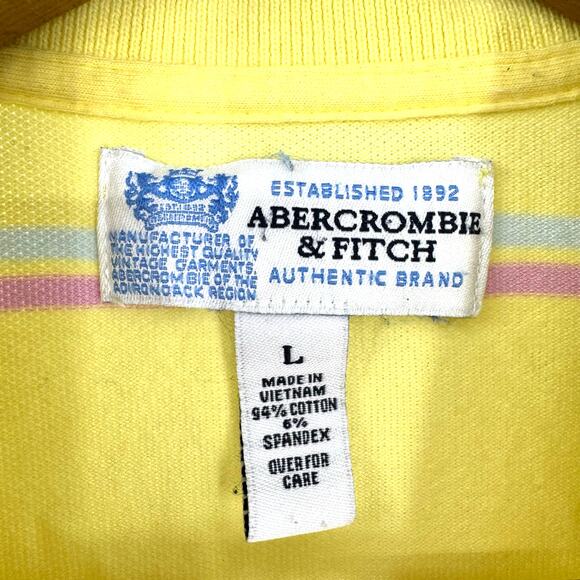 ESTABLISHED 1892
ABERCROMBIE
& FITCH
AUTHENTIC BRAND
MANUFACTURER OF
THE HIGHEST QUALITY
VINTAGE GARMENTS
ABERCROMBIE OF THE
ADIRONDACK REGION
L
MADE IN
VIETNAM
94% COTTON
6%
SPANDEX
OVER FOR
CARE